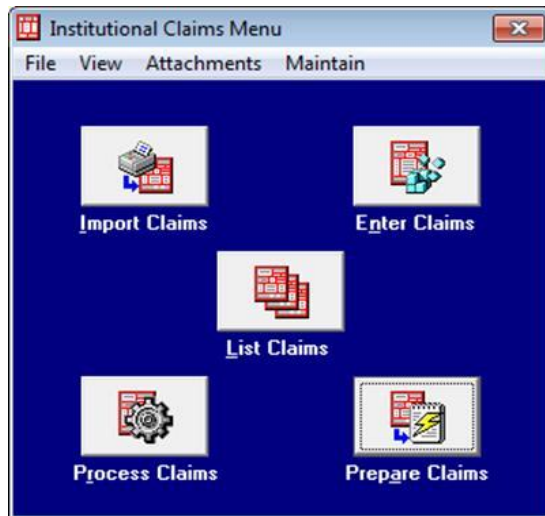 Institutional Claims Menu
File View Attachments Maintain
Import Claims Enter Claims
List Claims
Process Claims Prepare Claims